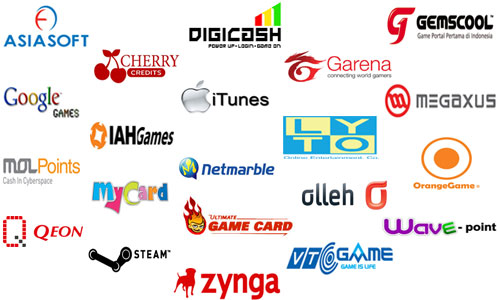 ASIASOFT
DIGICASH
POWER UP-LOGIN-GAME ON
GEMSCOOL
Game Portal Pertama di Indonesia
CHERRY
CREDITS
Garena
connecting world gamers
Google™
GAMES
iTunes
MEGAXUS
IAHGames
LYTO
Online Entertainment Co.
MOLPoints
Cash In Cyberspace
Netmarble
OrangeGame®
MyCard
olleh
QEON
ULTIMATE
GAME CARD
WavE-point
STEAM™
VTC GAME
GAME IS LIFE
zynga